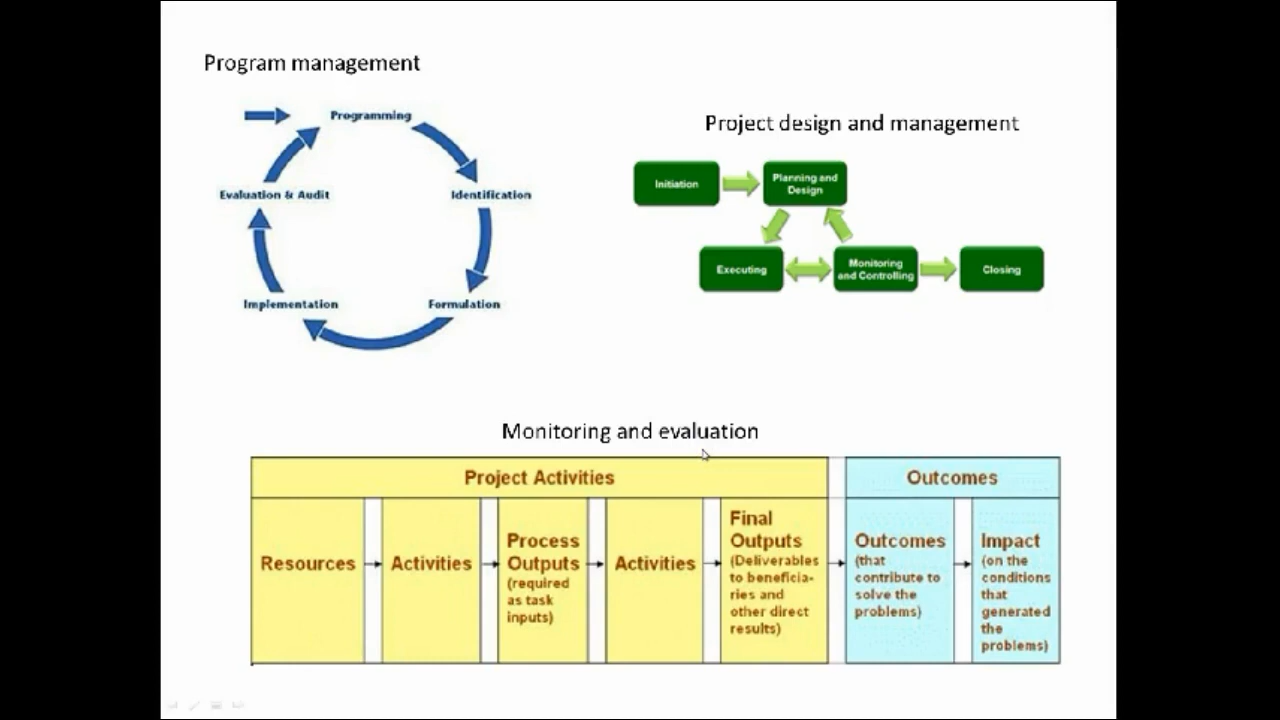 Program management
Programming
Evaluation & Audit
Identification
Implementation
Formulation
Project design and management
Initiation
Planning and
Design
Executing
Monitoring
and Controlling
Closing
Monitoring and evaluation
Project Activities
Outcomes
Resources
Activities
Process
Outputs
(required
as task
inputs)
Activities
Final
Outputs
(Deliverables
to beneficia-
ries and
other direct
results)
Outcomes
(that
contribute to
solve the
problems)
Impact
(on the
conditions
that
generated
the
problems)